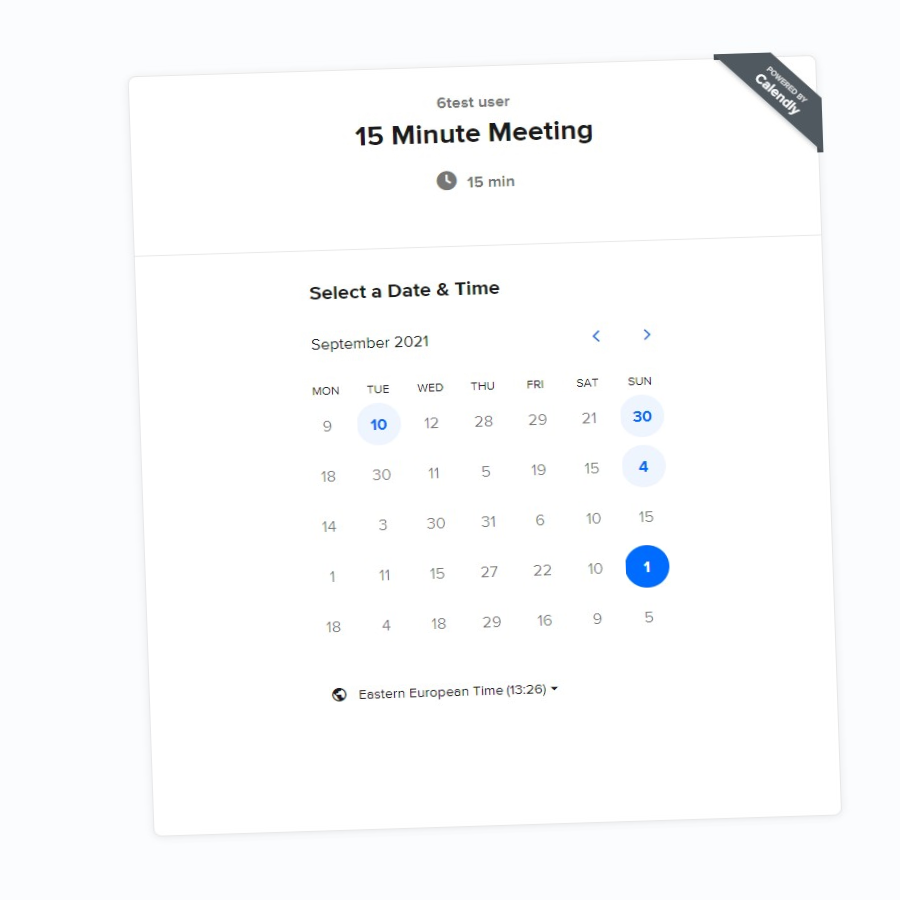 POWERED BY
Calendly
6test user
15 Minute Meeting
15 min
Select a Date & Time
September 2021
MON TUE WED THU FRI SAT SUN
9 10 12 28 29 21 30
18 30 11 5 19 15 4
14 3 30 31 6 10 15
1 11 15 27 22 10 1
18 4 18 29 16 9 5
Eastern European Time (13:26)